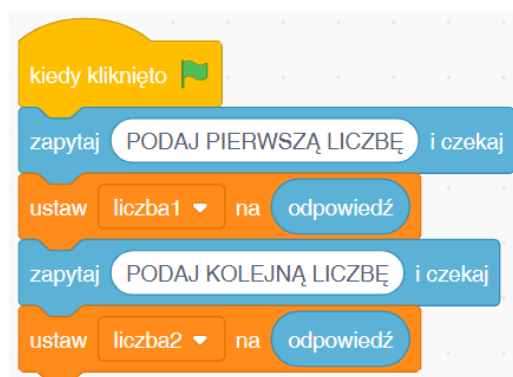 kiedy kliknięto
zapytaj PODAJ PIERWSZĄ LICZBĘ i czekaj
ustaw liczba1 na odpowiedź
zapytaj PODAJ KOLEJNĄ LICZBĘ i czekaj
ustaw liczba2 na odpowiedź